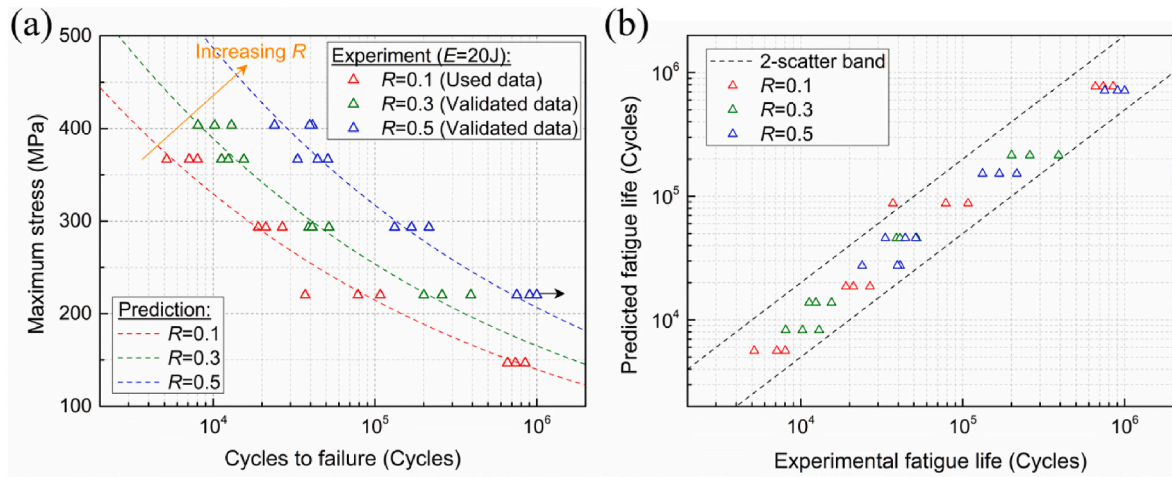 (a)
500
400
300
200
100
Maximum stress (MPa)
10^4
10^5
10^6
Cycles to failure (Cycles)
Increasing R
Experiment (E=20J):
R=0.1 (Used data)
R=0.3 (Validated data)
R=0.5 (Validated data)
Prediction:
R=0.1
R=0.3
R=0.5
(b)
10^6
10^5
10^4
Predicted fatigue life (Cycles)
10^4
10^5
10^6
Experimental fatigue life (Cycles)
2-scatter band
R=0.1
R=0.3
R=0.5